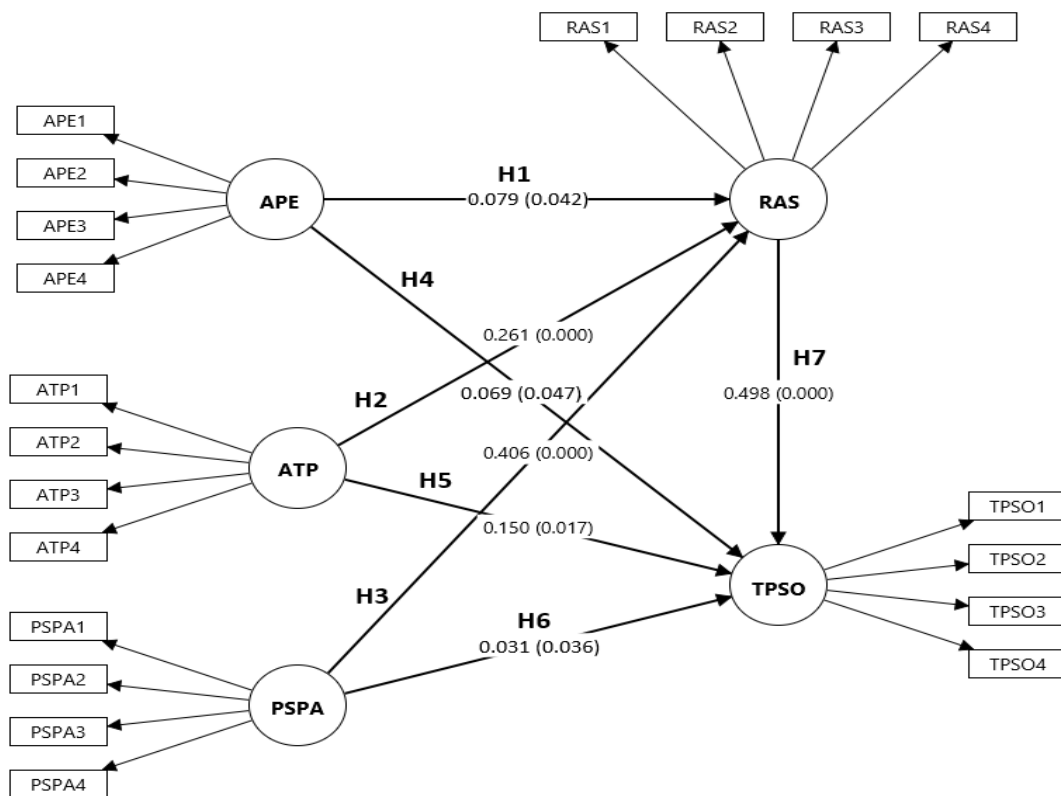 RAS1
RAS2
RAS3
RAS4
APE1
APE2
APE3
APE4
APE
H1
0.079 (0.042)
RAS
H4
0.261 (0.000)
H7
0.498 (0.000)
ATP1
ATP2
ATP3
ATP4
ATP
H2
0.069 (0.047)
0.406 (0.000)
H5
0.150 (0.017)
TPSO1
TPSO2
TPSO3
TPSO4
TPSO
H3
H6
0.031 (0.036)
PSPA1
PSPA2
PSPA3
PSPA4
PSPA